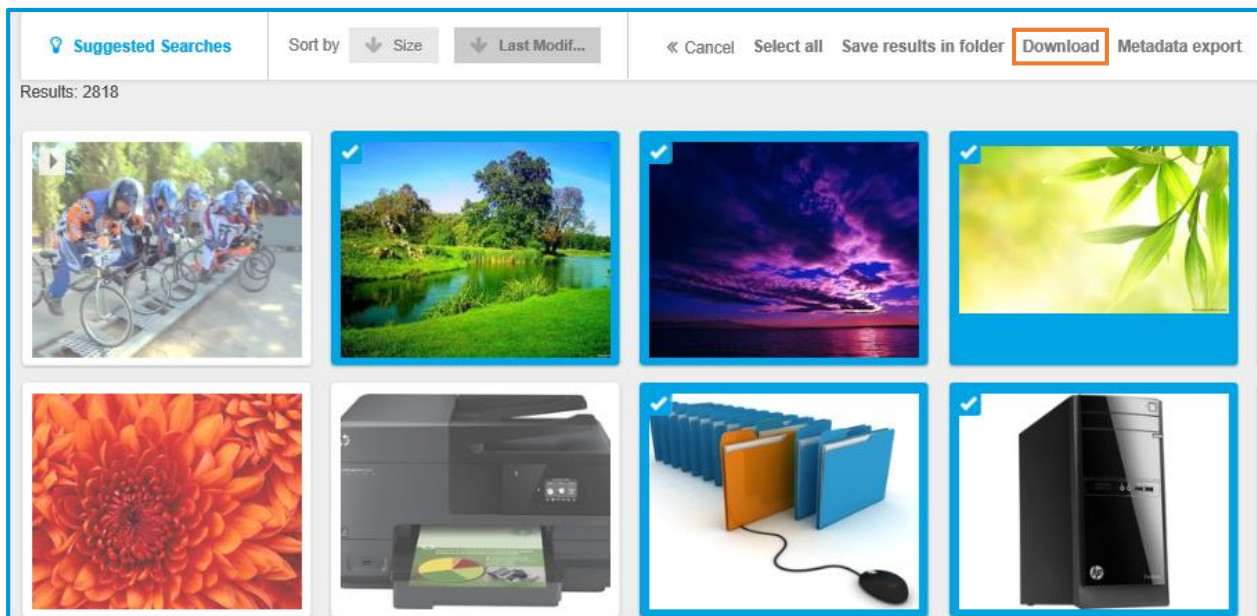 Suggested Searches
Sort by Size Last Modif... « Cancel Select all Save results in folder Download Metadata export
Results: 2818
hp